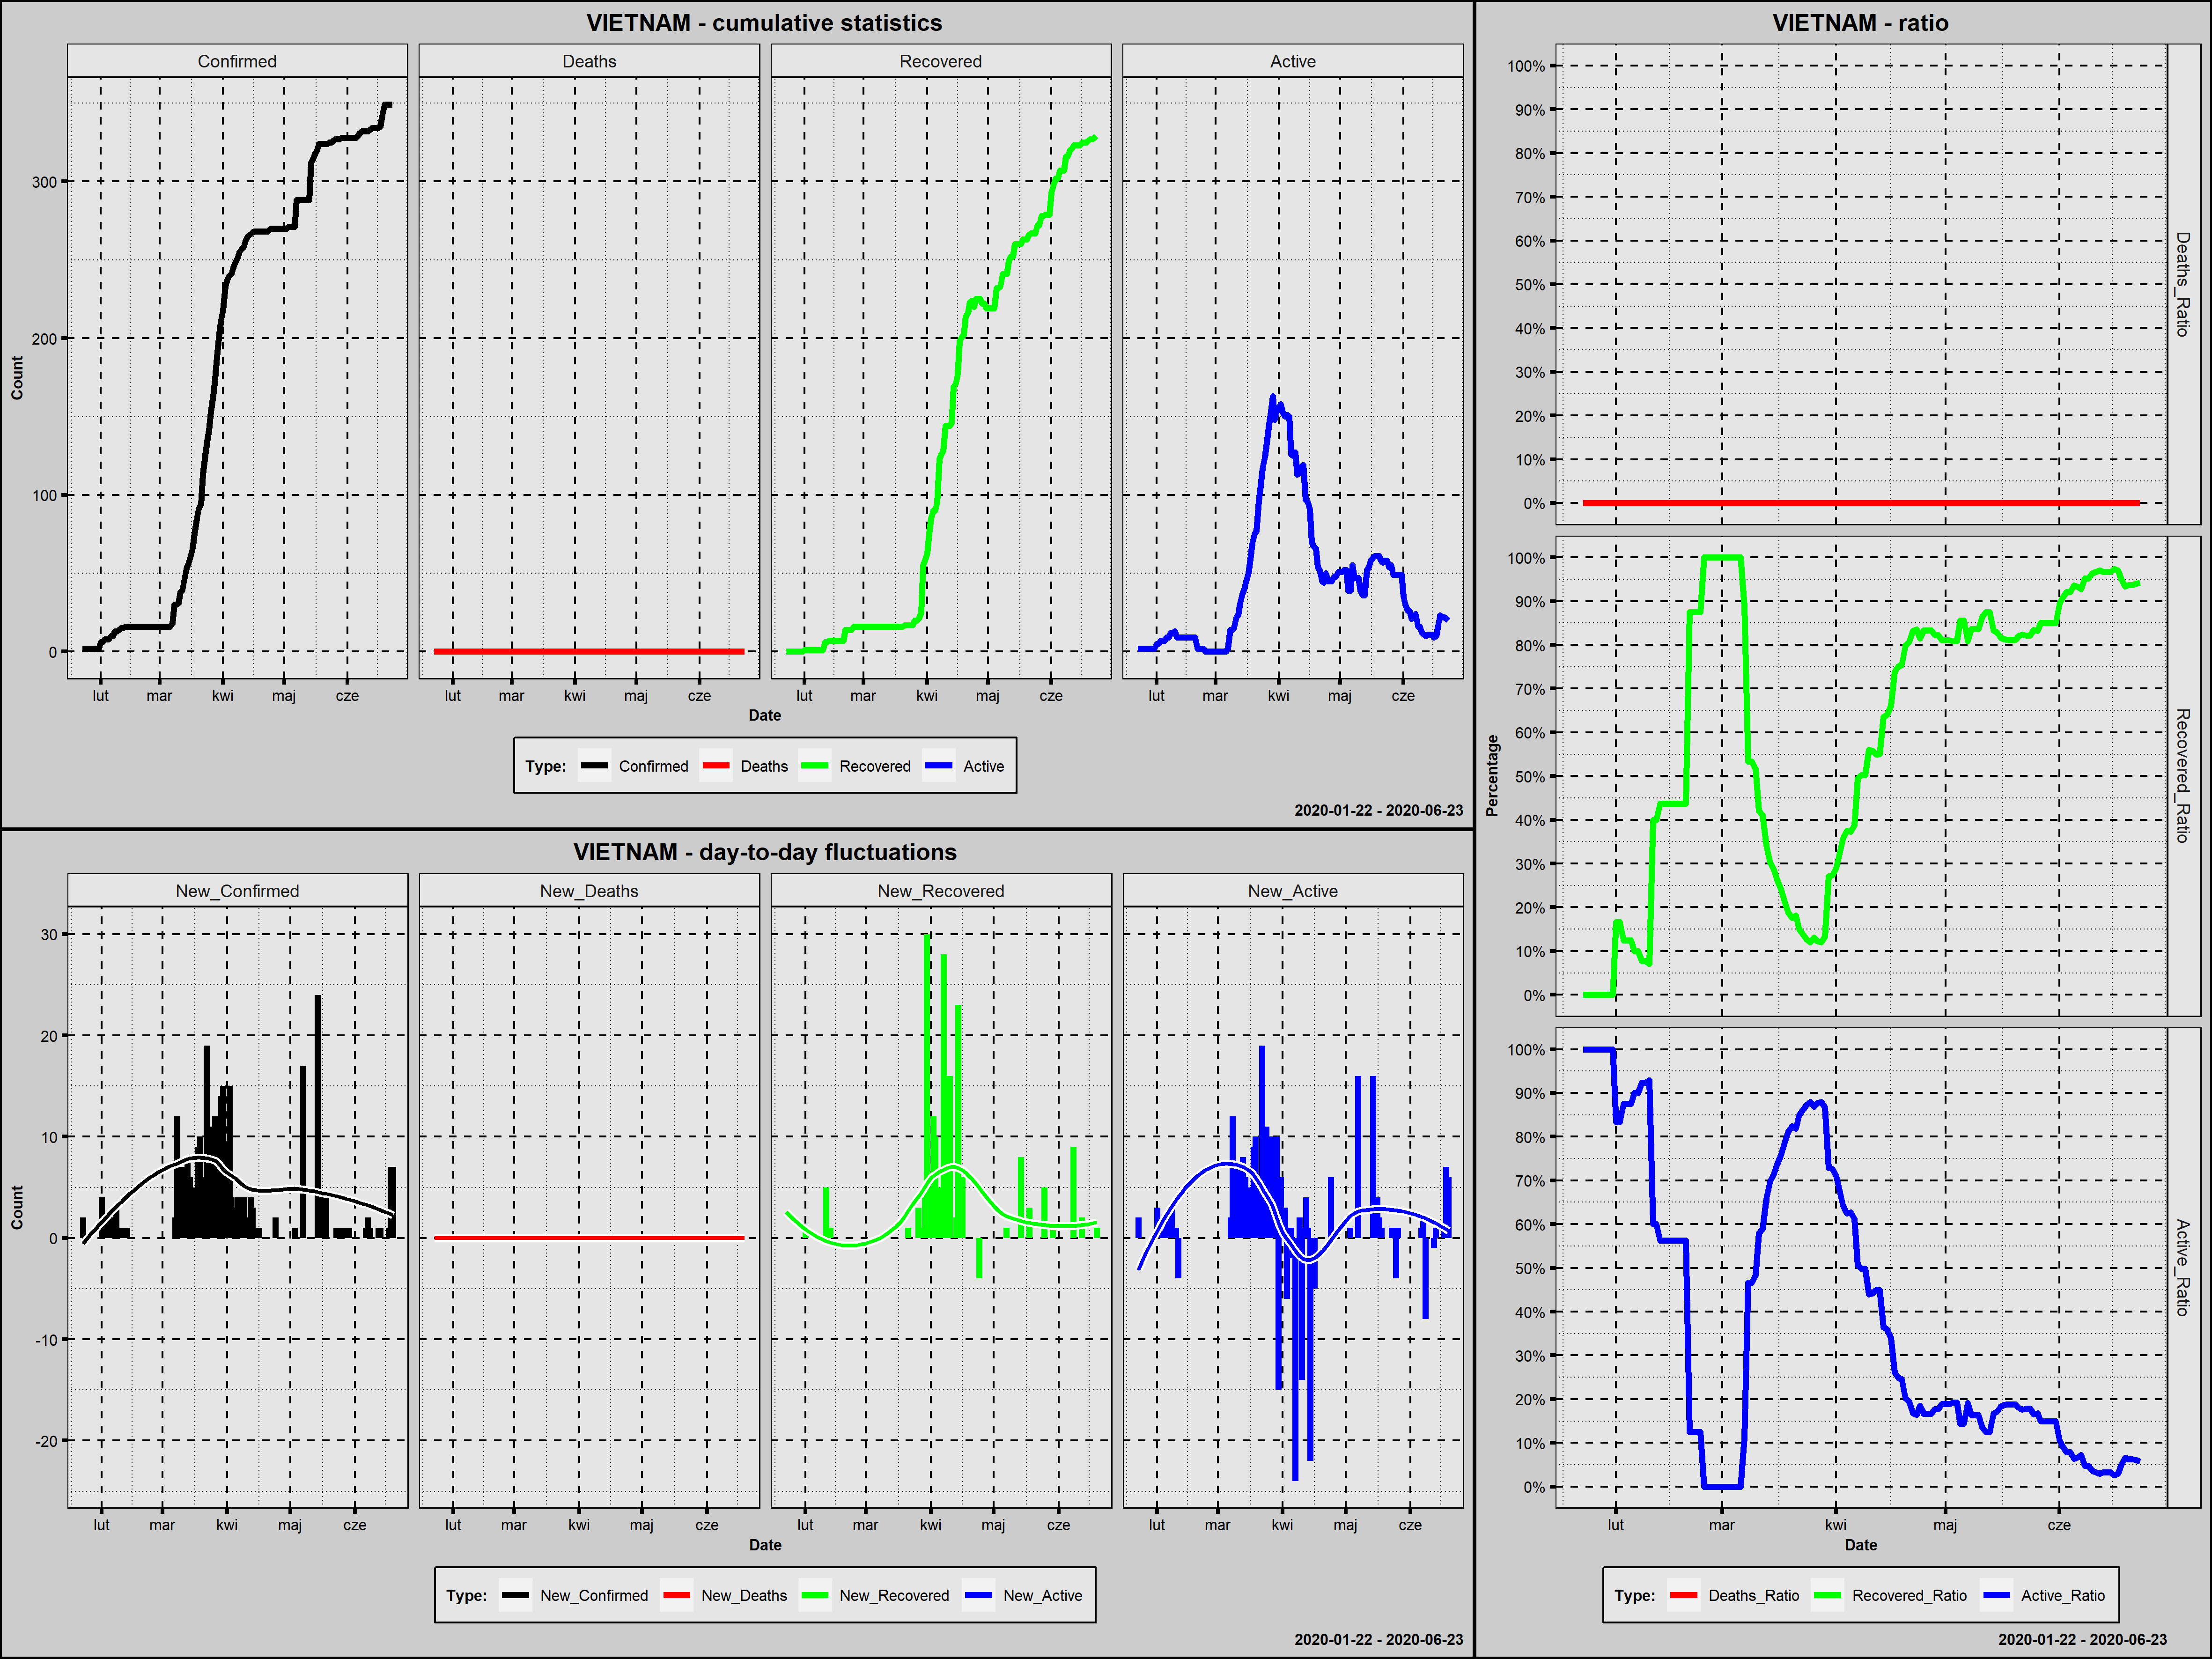 VIETNAM - cumulative statistics
Confirmed Deaths Recovered Active
300
200
100
0
Count
lut mar kwi maj cze lut mar kwi maj cze lut mar kwi maj cze lut mar kwi maj cze
Date
Type: Confirmed Deaths Recovered Active
2020-01-22 - 2020-06-23
VIETNAM - day-to-day fluctuations
New_Confirmed New_Deaths New_Recovered New_Active
30
20
10
0
-10
-20
Count
lut mar kwi maj cze lut mar kwi maj cze lut mar kwi maj cze lut mar kwi maj cze
Date
Type: New_Confirmed New_Deaths New_Recovered New_Active
2020-01-22 - 2020-06-23
VIETNAM - ratio
100%
90%
80%
70%
60%
50%
40%
30%
20%
10%
0%
Deaths_Ratio
100%
90%
80%
70%
60%
50%
40%
30%
20%
10%
0%
Recovered_Ratio
Percentage
100%
90%
80%
70%
60%
50%
40%
30%
20%
10%
0%
Active_Ratio
lut mar kwi maj cze
Date
Type: Deaths_Ratio Recovered_Ratio Active_Ratio
2020-01-22 - 2020-06-23